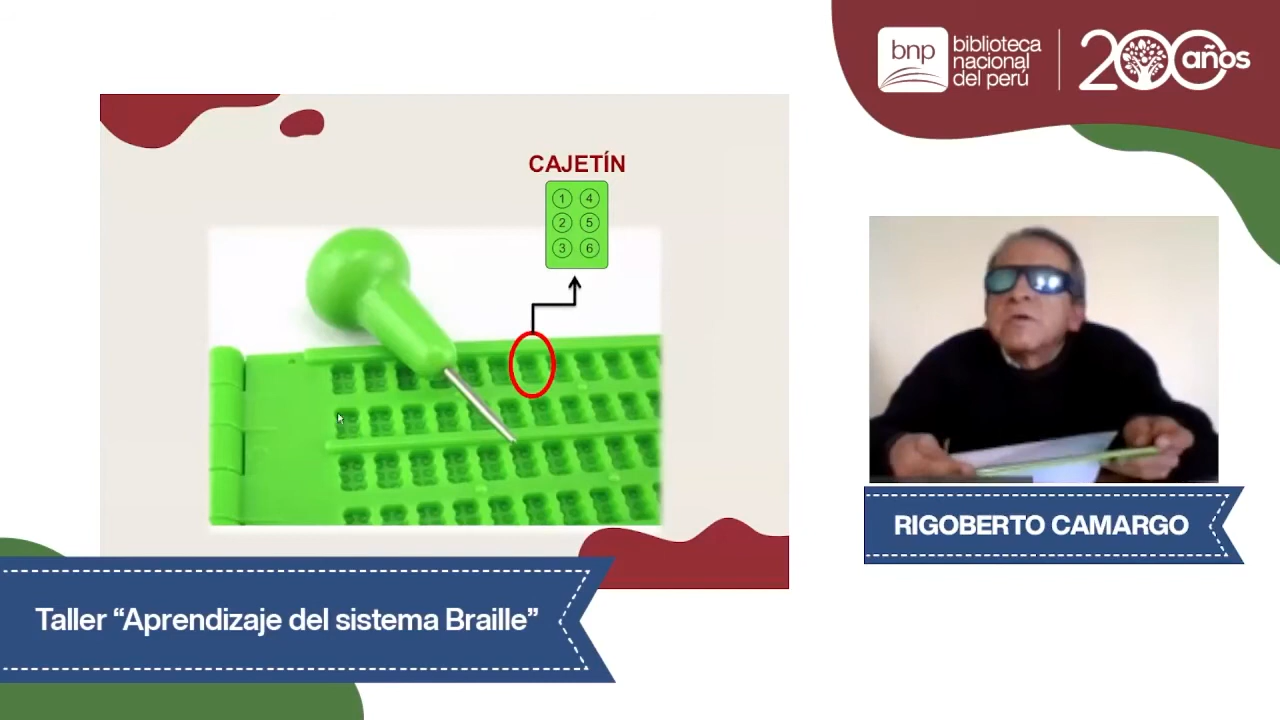 bnp
biblioteca
nacional
del perú
200 años
CAJETÍN
1 4
2 5
3 6
RIGOBERTO CAMARGO
Taller “Aprendizaje del sistema Braille”